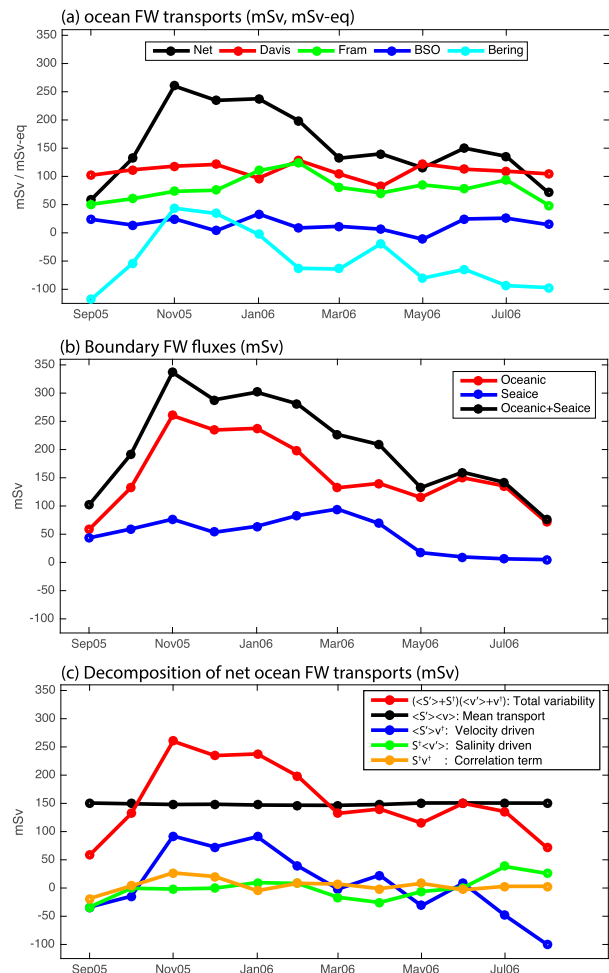 (a) ocean FW transports (mSv, mSv-eq)
350
Net Davis Fram BSO Bering
300
250
200
150
100
50
0
-50
-100
mSv / mSv-eq
Sep05 Nov05 Jan06 Mar06 May06 Jul06
(b) Boundary FW fluxes (mSv)
350
Oceanic
Seaice
Oceanic+Seaice
300
250
200
150
100
50
0
-50
-100
mSv
Sep05 Nov05 Jan06 Mar06 May06 Jul06
(c) Decomposition of net ocean FW transports (mSv)
350
(<S'>+S†)(<v'>+v†): Total variability
<S'><v>: Mean transport
<S'>v† : Velocity driven
S†<v'>: Salinity driven
S†v† : Correlation term
300
250
200
150
100
50
0
-50
-100
mSv
Sep05 Nov05 Jan06 Mar06 May06 Jul06